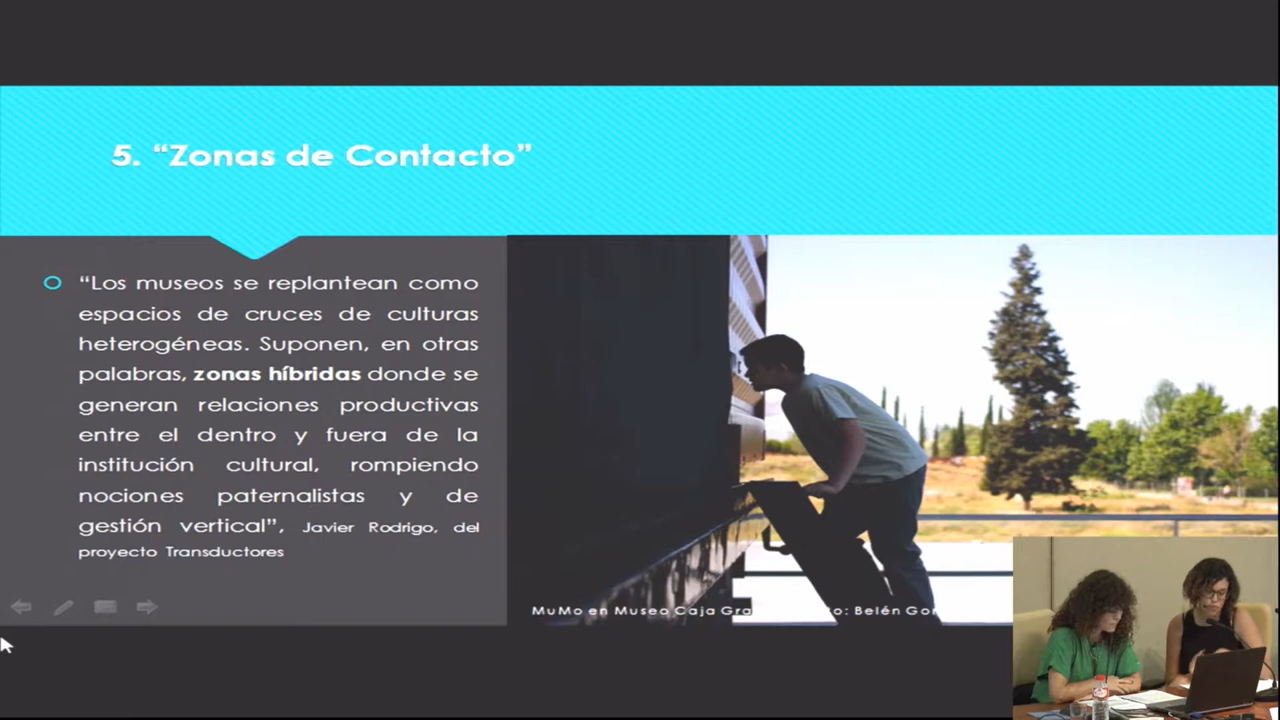 5. “Zonas de Contacto”
“Los museos se replantean como
espacios de cruces de culturas
heterogéneas. Suponen, en otras
palabras, zonas híbridas donde se
generan relaciones productivas
entre el dentro y fuera de la
institución cultural, rompiendo
nociones paternalistas y de
gestión vertical”, Javier Rodrigo, del
proyecto Transductores
MuMo en Museo Caja Gra o: Belén Gor